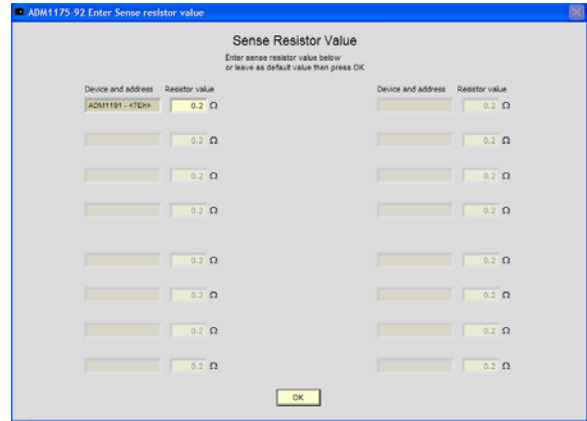 ADM1175-92 Enter Sense resistor value
Sense Resistor Value
Enter sense resistor value below
or leave as default value then press OK
Device and address Resistor value Device and address Resistor value
ADM1191 - <7Eh> 0.2 Ω 0.2 Ω
0.2 Ω 0.2 Ω
0.2 Ω 0.2 Ω
0.2 Ω 0.2 Ω
0.2 Ω 0.2 Ω
0.2 Ω 0.2 Ω
0.2 Ω 0.2 Ω
0.2 Ω 0.2 Ω
OK